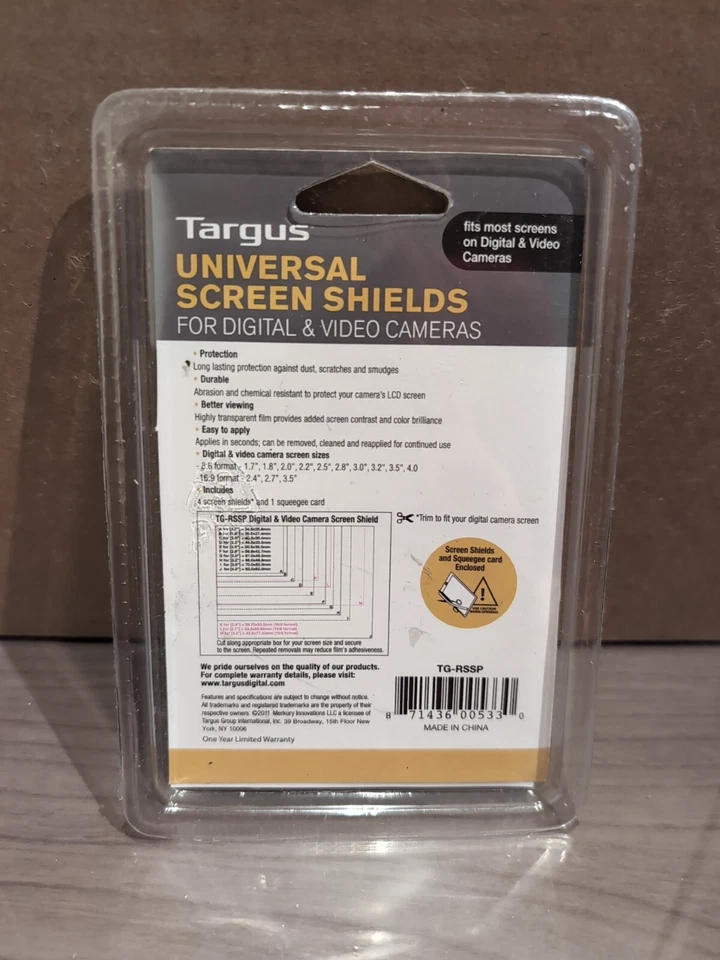 Targus
fits most screens
on Digital & Video
Cameras
UNIVERSAL
SCREEN SHIELDS
FOR DIGITAL & VIDEO CAMERAS
• Protection
Long lasting protection against dust, scratches and smudges
• Durable
Abrasion and chemical resistant to protect your camera's LCD screen
• Better viewing
Highly transparent film provides added screen contrast and color brilliance
• Easy to apply
Applies in seconds; can be removed, cleaned and reapplied for continued use
• Digital & video camera screen sizes
format - 1.7", 1.8", 2.0", 2.2", 2.5", 2.8", 3.0", 3.2", 3.5", 4.0
-16:9 format - 2.4", 2.7", 3.5"
• Includes
4 screen shields* and 1 squeegee card
TG-RSSP Digital & Video Camera Screen Shield
*Trim to fit your digital camera screen
Screen Shields
and Squeegee card
Enclosed
USE CAUTION
WHEN OPENING
Cut along appropriate box for your screen size and secure
to the screen. Repeated removals may reduce film's adhesiveness.
We pride ourselves on the quality of our products.
For complete warranty details, please visit:
www.targusdigital.com
Features and specifications are subject to change without notice.
All trademarks and registered trademarks are the property of their
respective owners. ©2011 Merkury Innovations LLC a licensee of
Targus Group International, Inc. 39 Broadway, 15th Floor New
York, NY 10006
One Year Limited Warranty
TG-RSSP
8 71436 00533 0
MADE IN CHINA